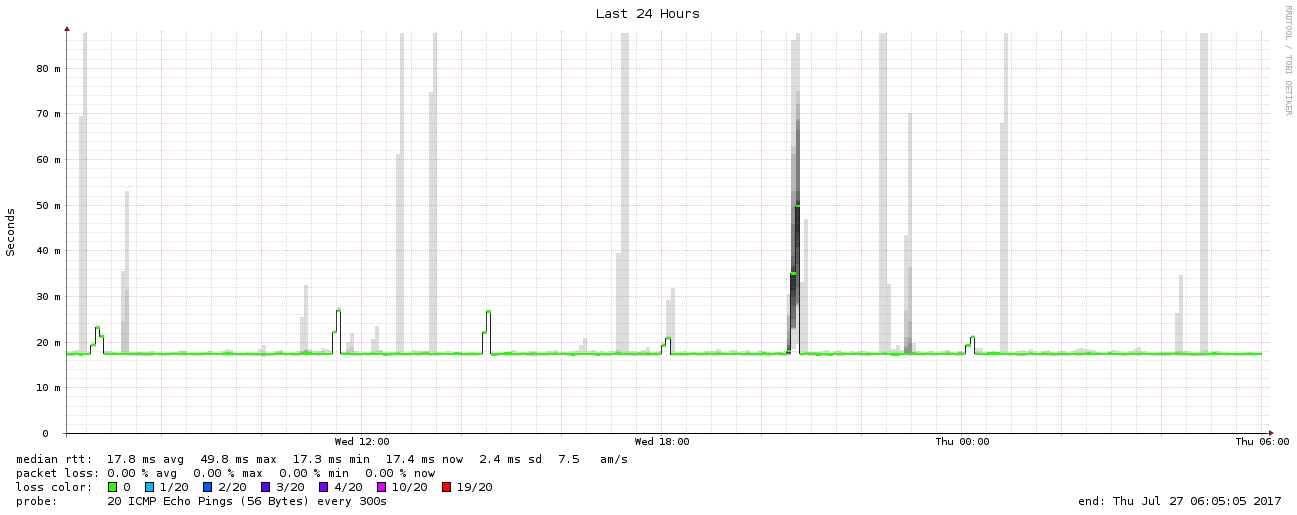 Last 24 Hours
RRDTOOL / TOBI OETIKER
Seconds
80 m
70 m
60 m
50 m
40 m
30 m
20 m
10 m
0
Wed 12:00 Wed 18:00 Thu 00:00 Thu 06:00
median rtt: 17.8 ms avg 49.8 ms max 17.3 ms min 17.4 ms now 2.4 ms sd 7.5 am/s
packet loss: 0.00 % avg 0.00 % max 0.00 % min 0.00 % now
loss color: 0 1/20 2/20 3/20 4/20 10/20 19/20
probe: 20 ICMP Echo Pings (56 Bytes) every 300s end: Thu Jul 27 06:05:05 2017